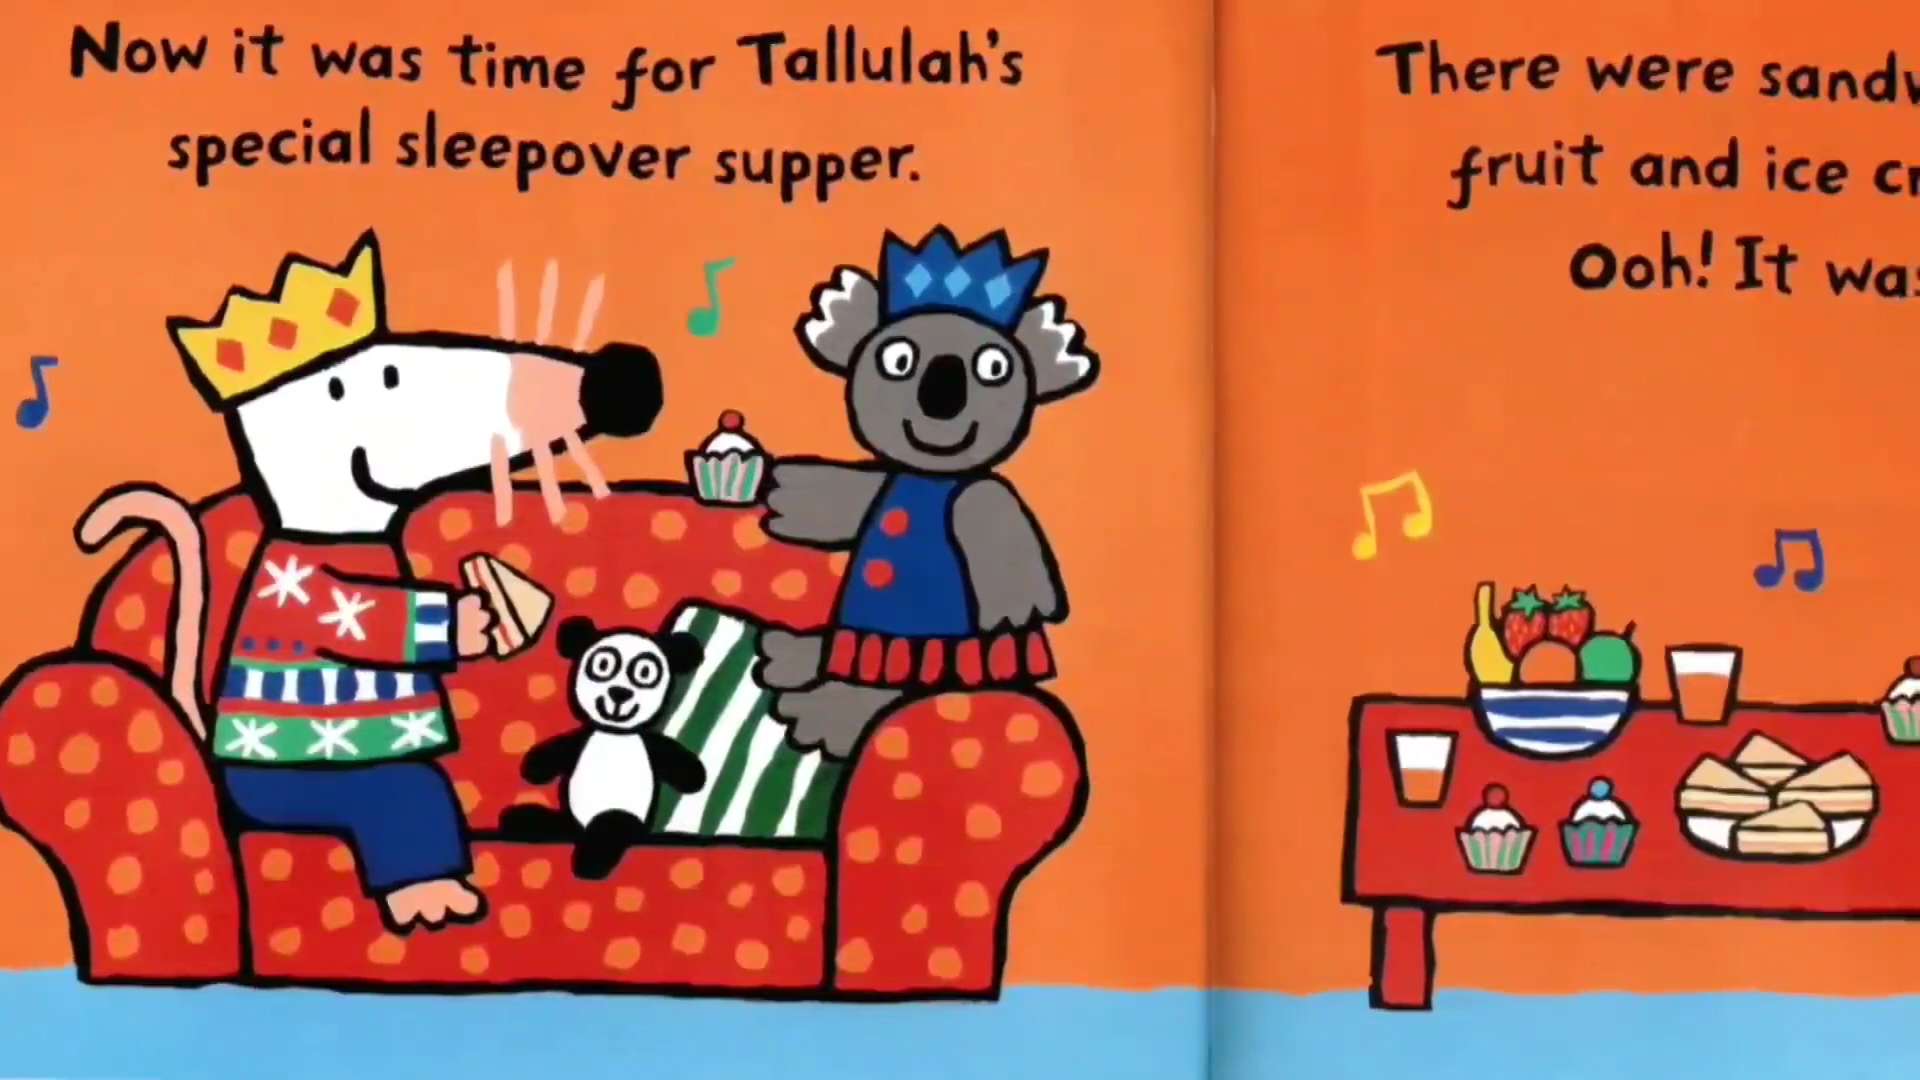 Now it was time for Tallulah's
special sleepover supper.
There were
fruit and ice
Ooh! It